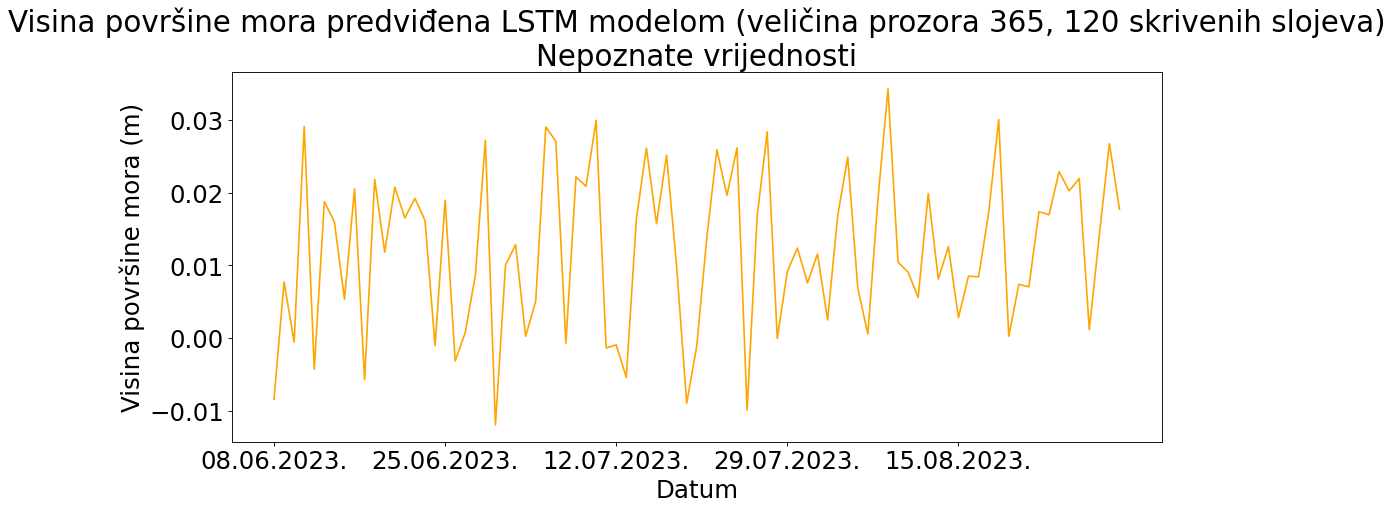 Visina površine mora predviđena LSTM modelom (veličina prozora 365, 120 skrivenih slojeva)
Nepoznate vrijednosti
Visina površine mora (m)
0.03
0.02
0.01
0.00
−0.01
08.06.2023. 25.06.2023. 12.07.2023. 29.07.2023. 15.08.2023.
Datum